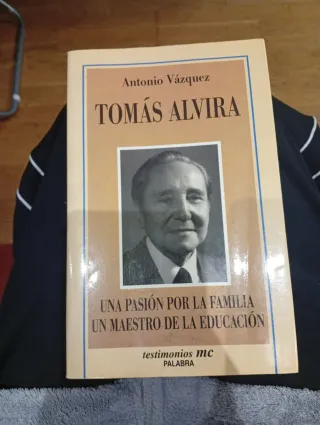 Antonio Vázquez
TOMÁS ALVIRA
UNA PASIÓN POR LA FAMILIA
UN MAESTRO DE LA EDUCACIÓN
testimonios mc
PALABRA